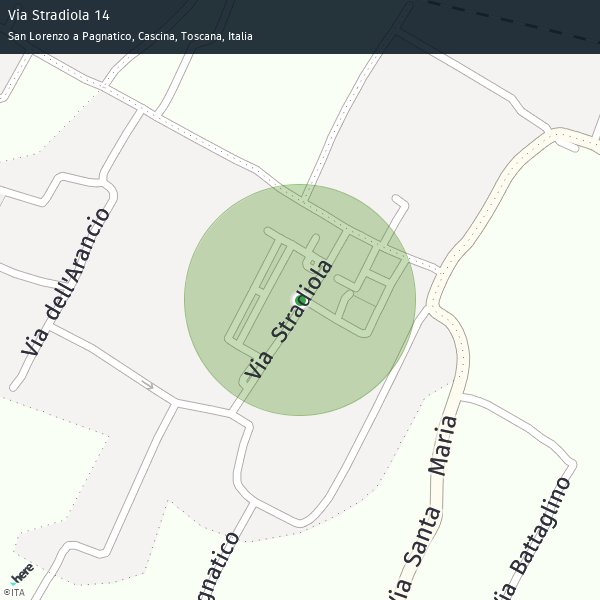 Via Stradiola 14
San Lorenzo a Pagnatico, Cascina, Toscana, Italia
Via dell'Arancio
Via Stradiola
Via Santa Maria
Via Battaglino
gnatico
here
©ITA